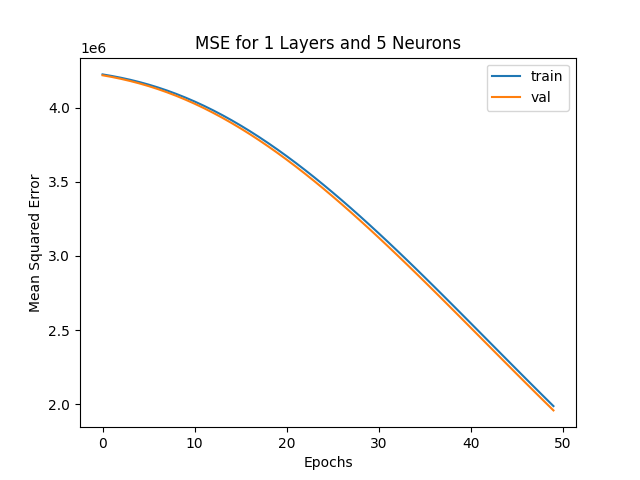 MSE for 1 Layers and 5 Neurons
1e6
train
val
4.0
3.5
3.0
2.5
2.0
Mean Squared Error
0 10 20 30 40 50
Epochs